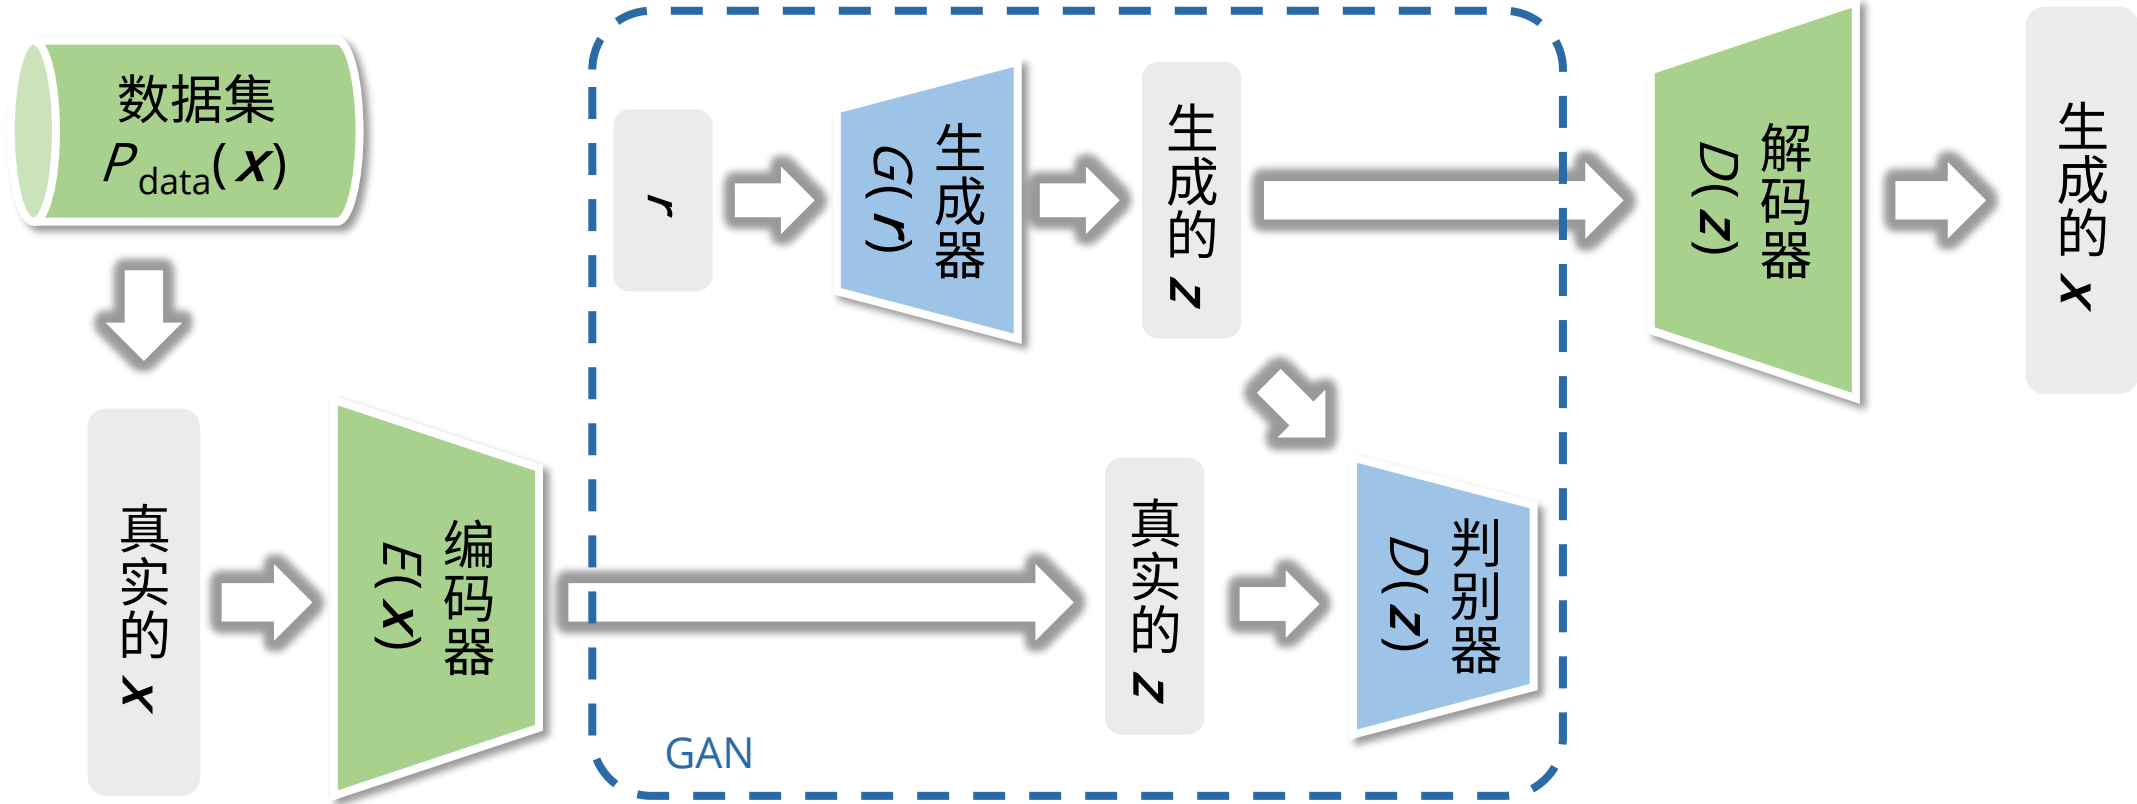 数据集
P data(x)
r
生成器
G(r)
生成的 z
解码器
D(z)
生成的 x
真实的 x
编码器
E(x)
真实的 z
判别器
D(z)
GAN